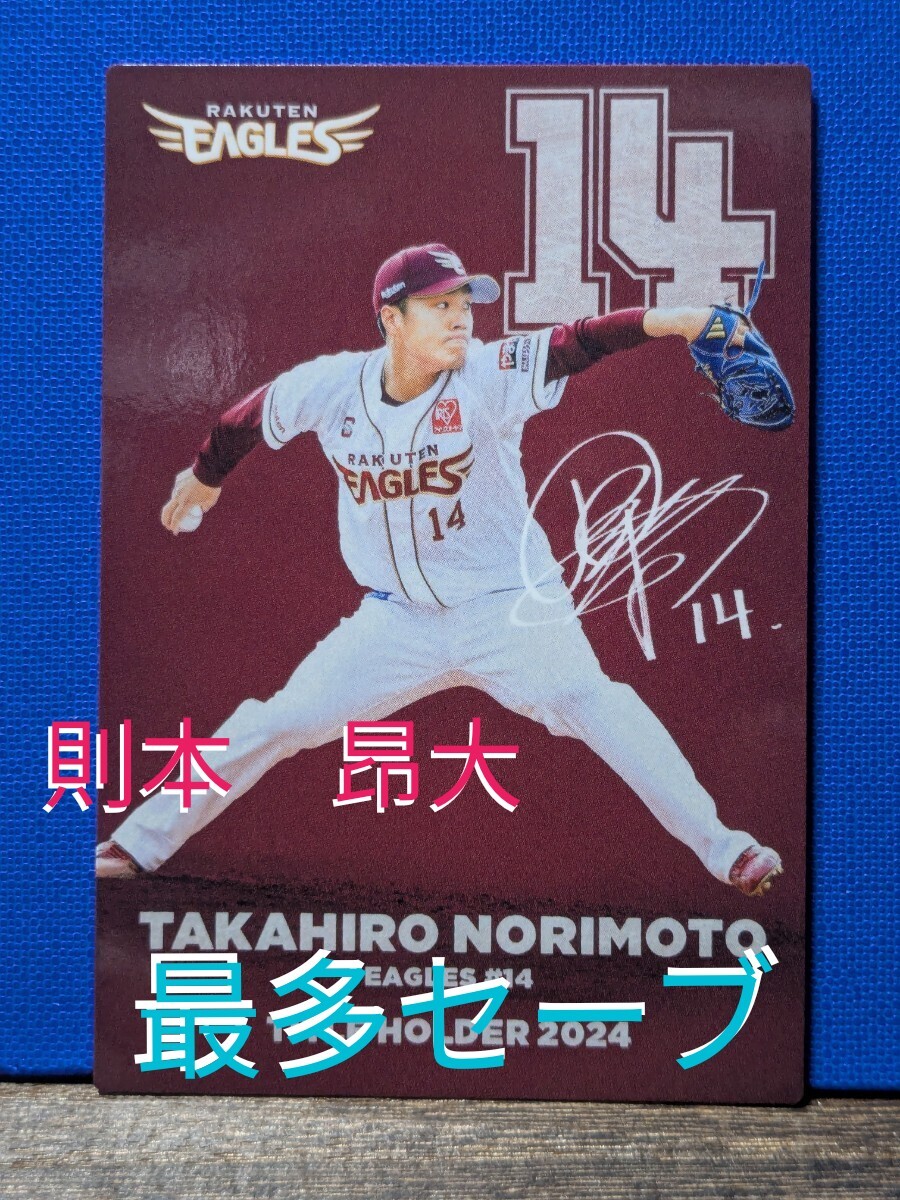 RAKUTEN
EAGLES
14
Rakuten
RAKUTEN
EAGLES
14
14.
則本 昂大
TAKAHIRO NORIMOTO
EAGLES #14
最多セーブ
HOLDER 2024